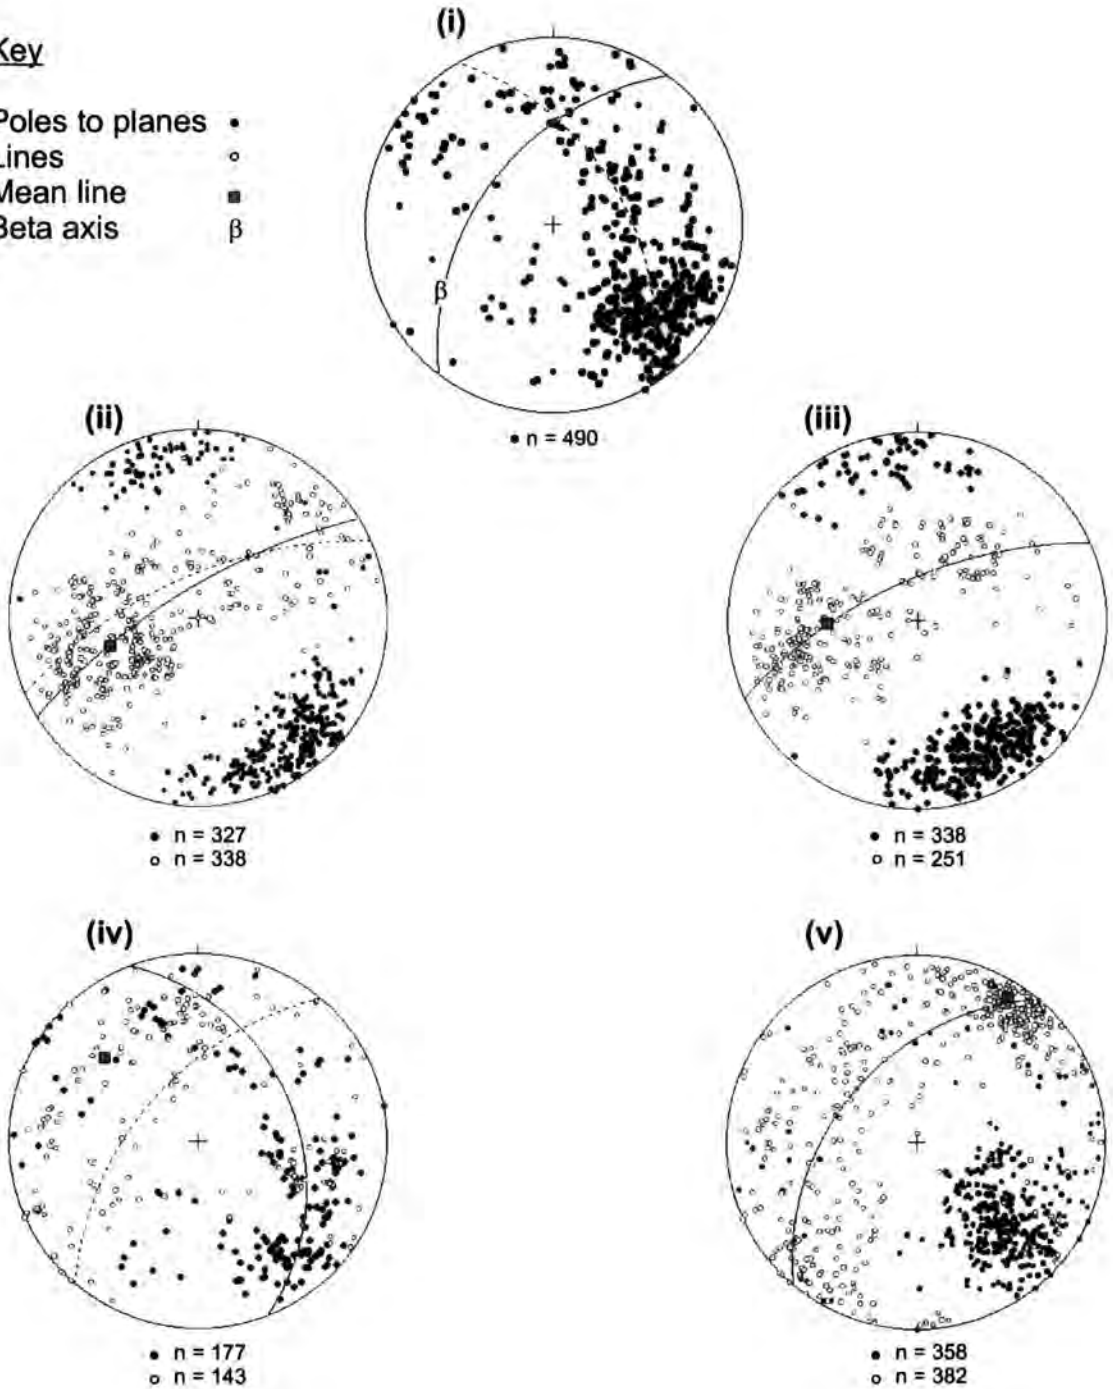 (i)
Key
Poles to planes •
Lines ○
Mean line ■
Beta axis β
β
• n = 490
(ii)
(iii)
• n = 327
○ n = 338
• n = 338
○ n = 251
(iv)
(v)
• n = 177
○ n = 143
• n = 358
○ n = 382